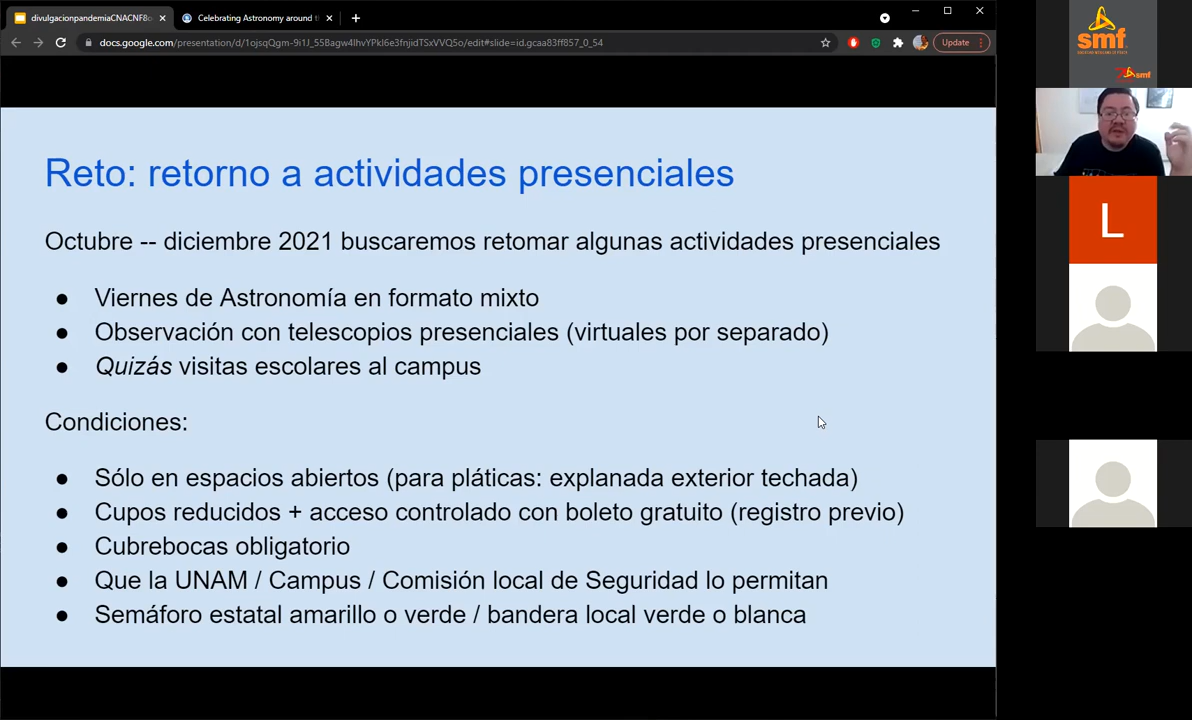 divulgacionpandemiaCNACNF8o
Celebrating Astronomy around t
docs.google.com/presentation/d/1ojsqQgm-9i1J_55Bagw4lhvYPkI6e3fnjidTSxVVQ5o/edit#slide=id.gcaa83ff857_0_54
Update
Reto: retorno a actividades presenciales
Octubre -- diciembre 2021 buscaremos retomar algunas actividades presenciales
● Viernes de Astronomía en formato mixto
● Observación con telescopios presenciales (virtuales por separado)
● Quizás visitas escolares al campus
Condiciones:
● Sólo en espacios abiertos (para pláticas: explanada exterior techada)
● Cupos reducidos + acceso controlado con boleto gratuito (registro previo)
● Cubrebocas obligatorio
● Que la UNAM / Campus / Comisión local de Seguridad lo permitan
● Semáforo estatal amarillo o verde / bandera local verde o blanca
smf
smf
L